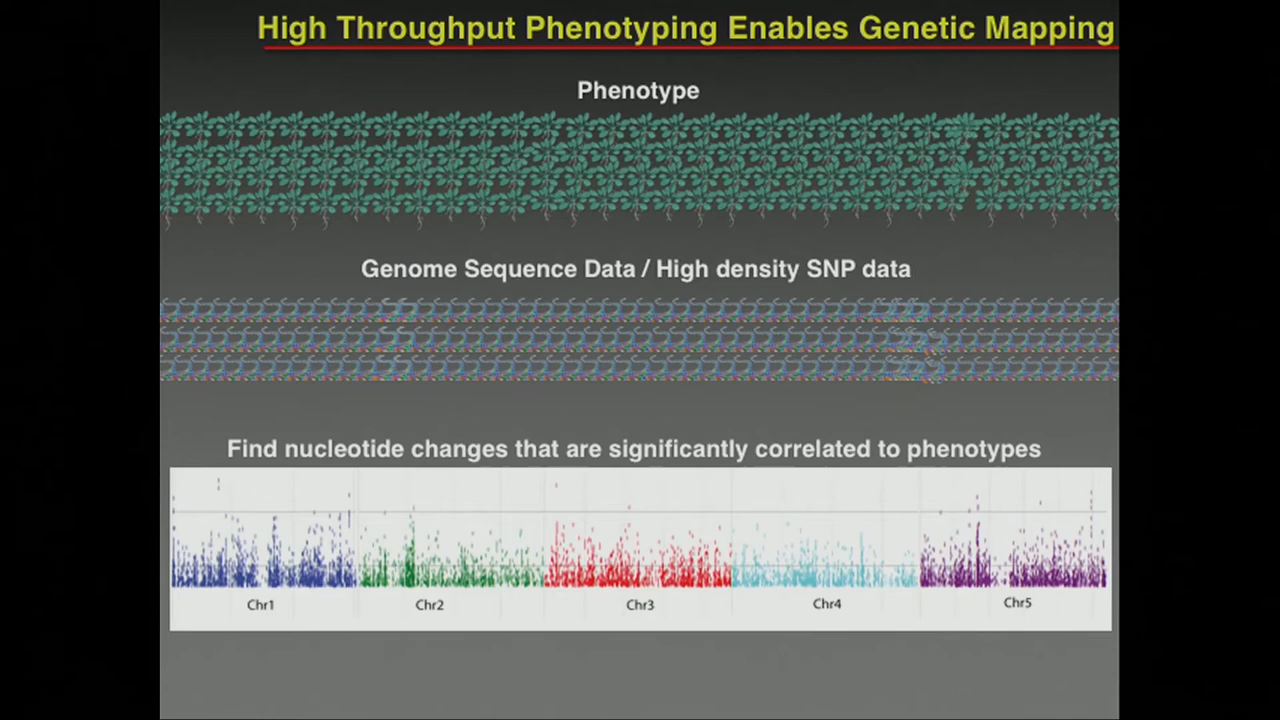 High Throughput Phenotyping Enables Genetic Mapping
Phenotype
Genome Sequence Data / High density SNP data
Find nucleotide changes that are significantly correlated to phenotypes
Chr1
Chr2
Chr3
Chr4
Chr5